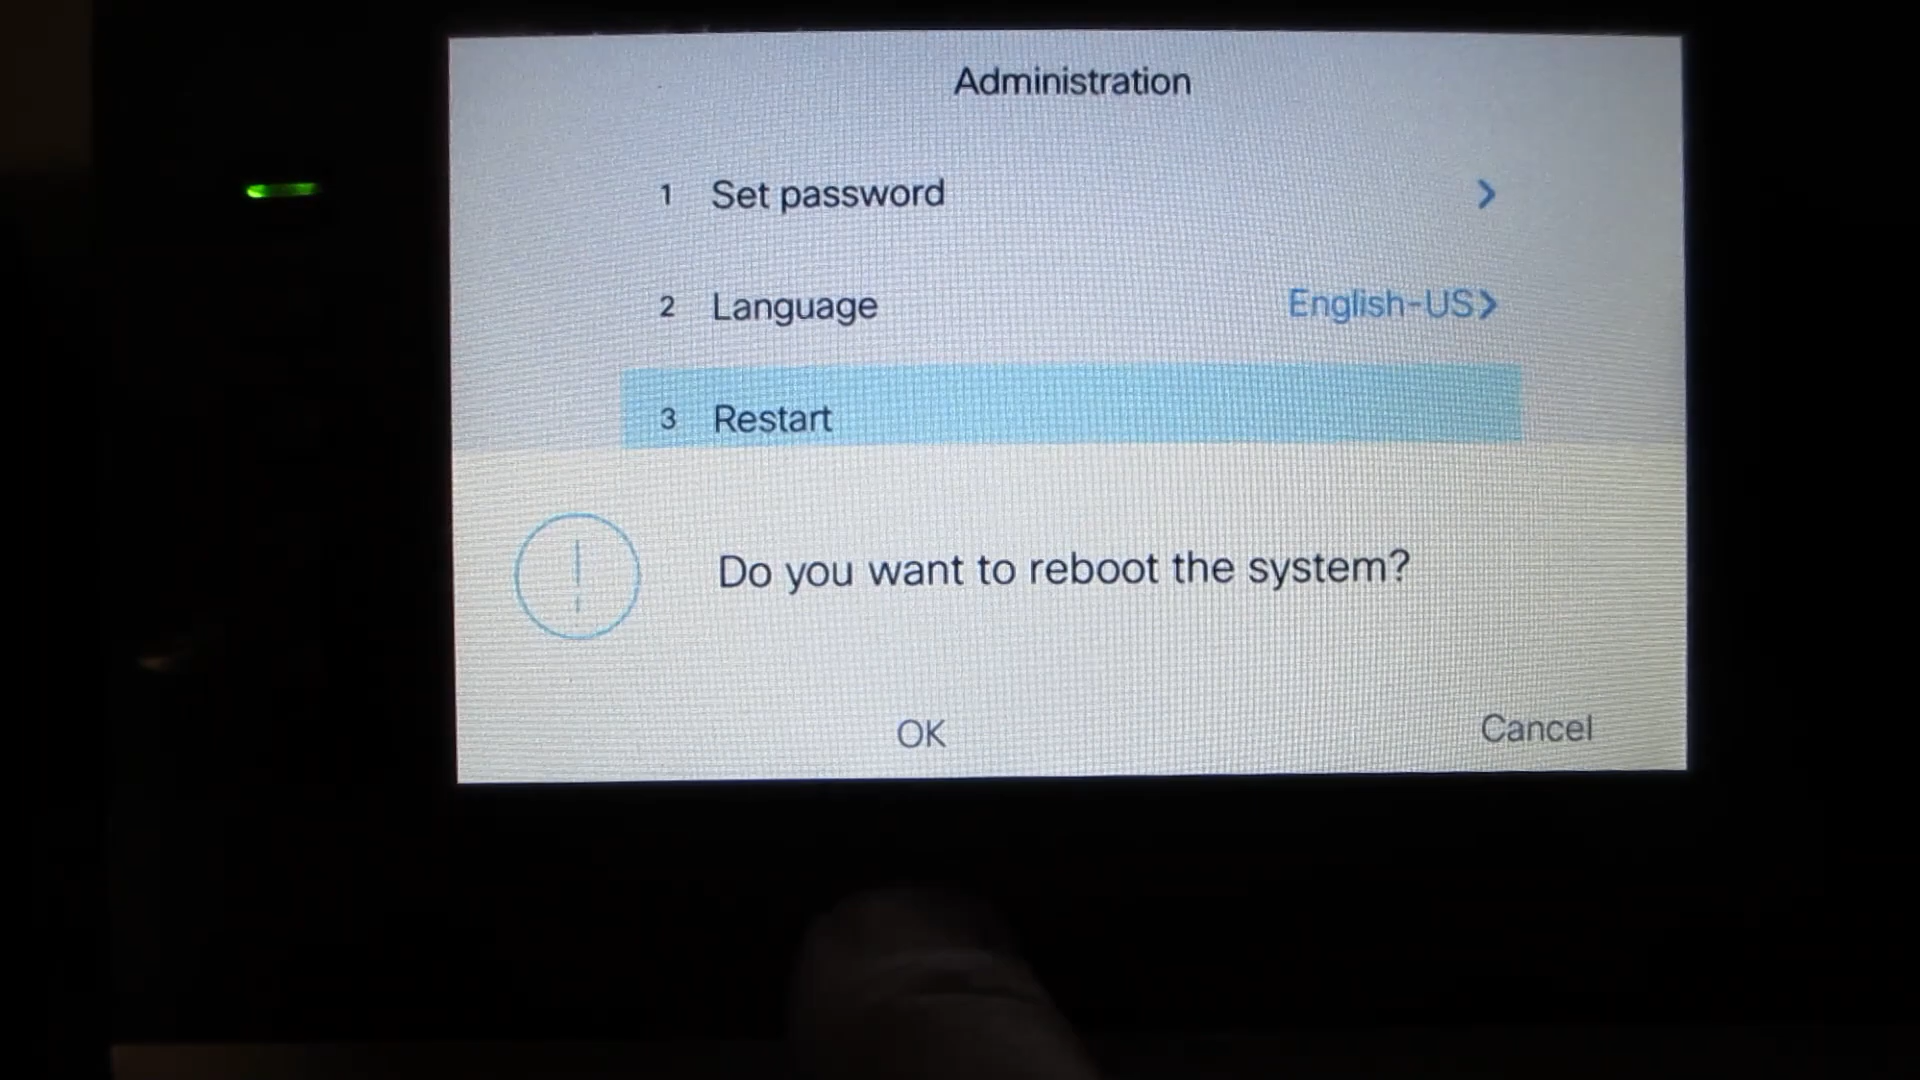 Administration
1 Set password >
2 Language English-US>
3 Restart
Do you want to reboot the system?
OK Cancel